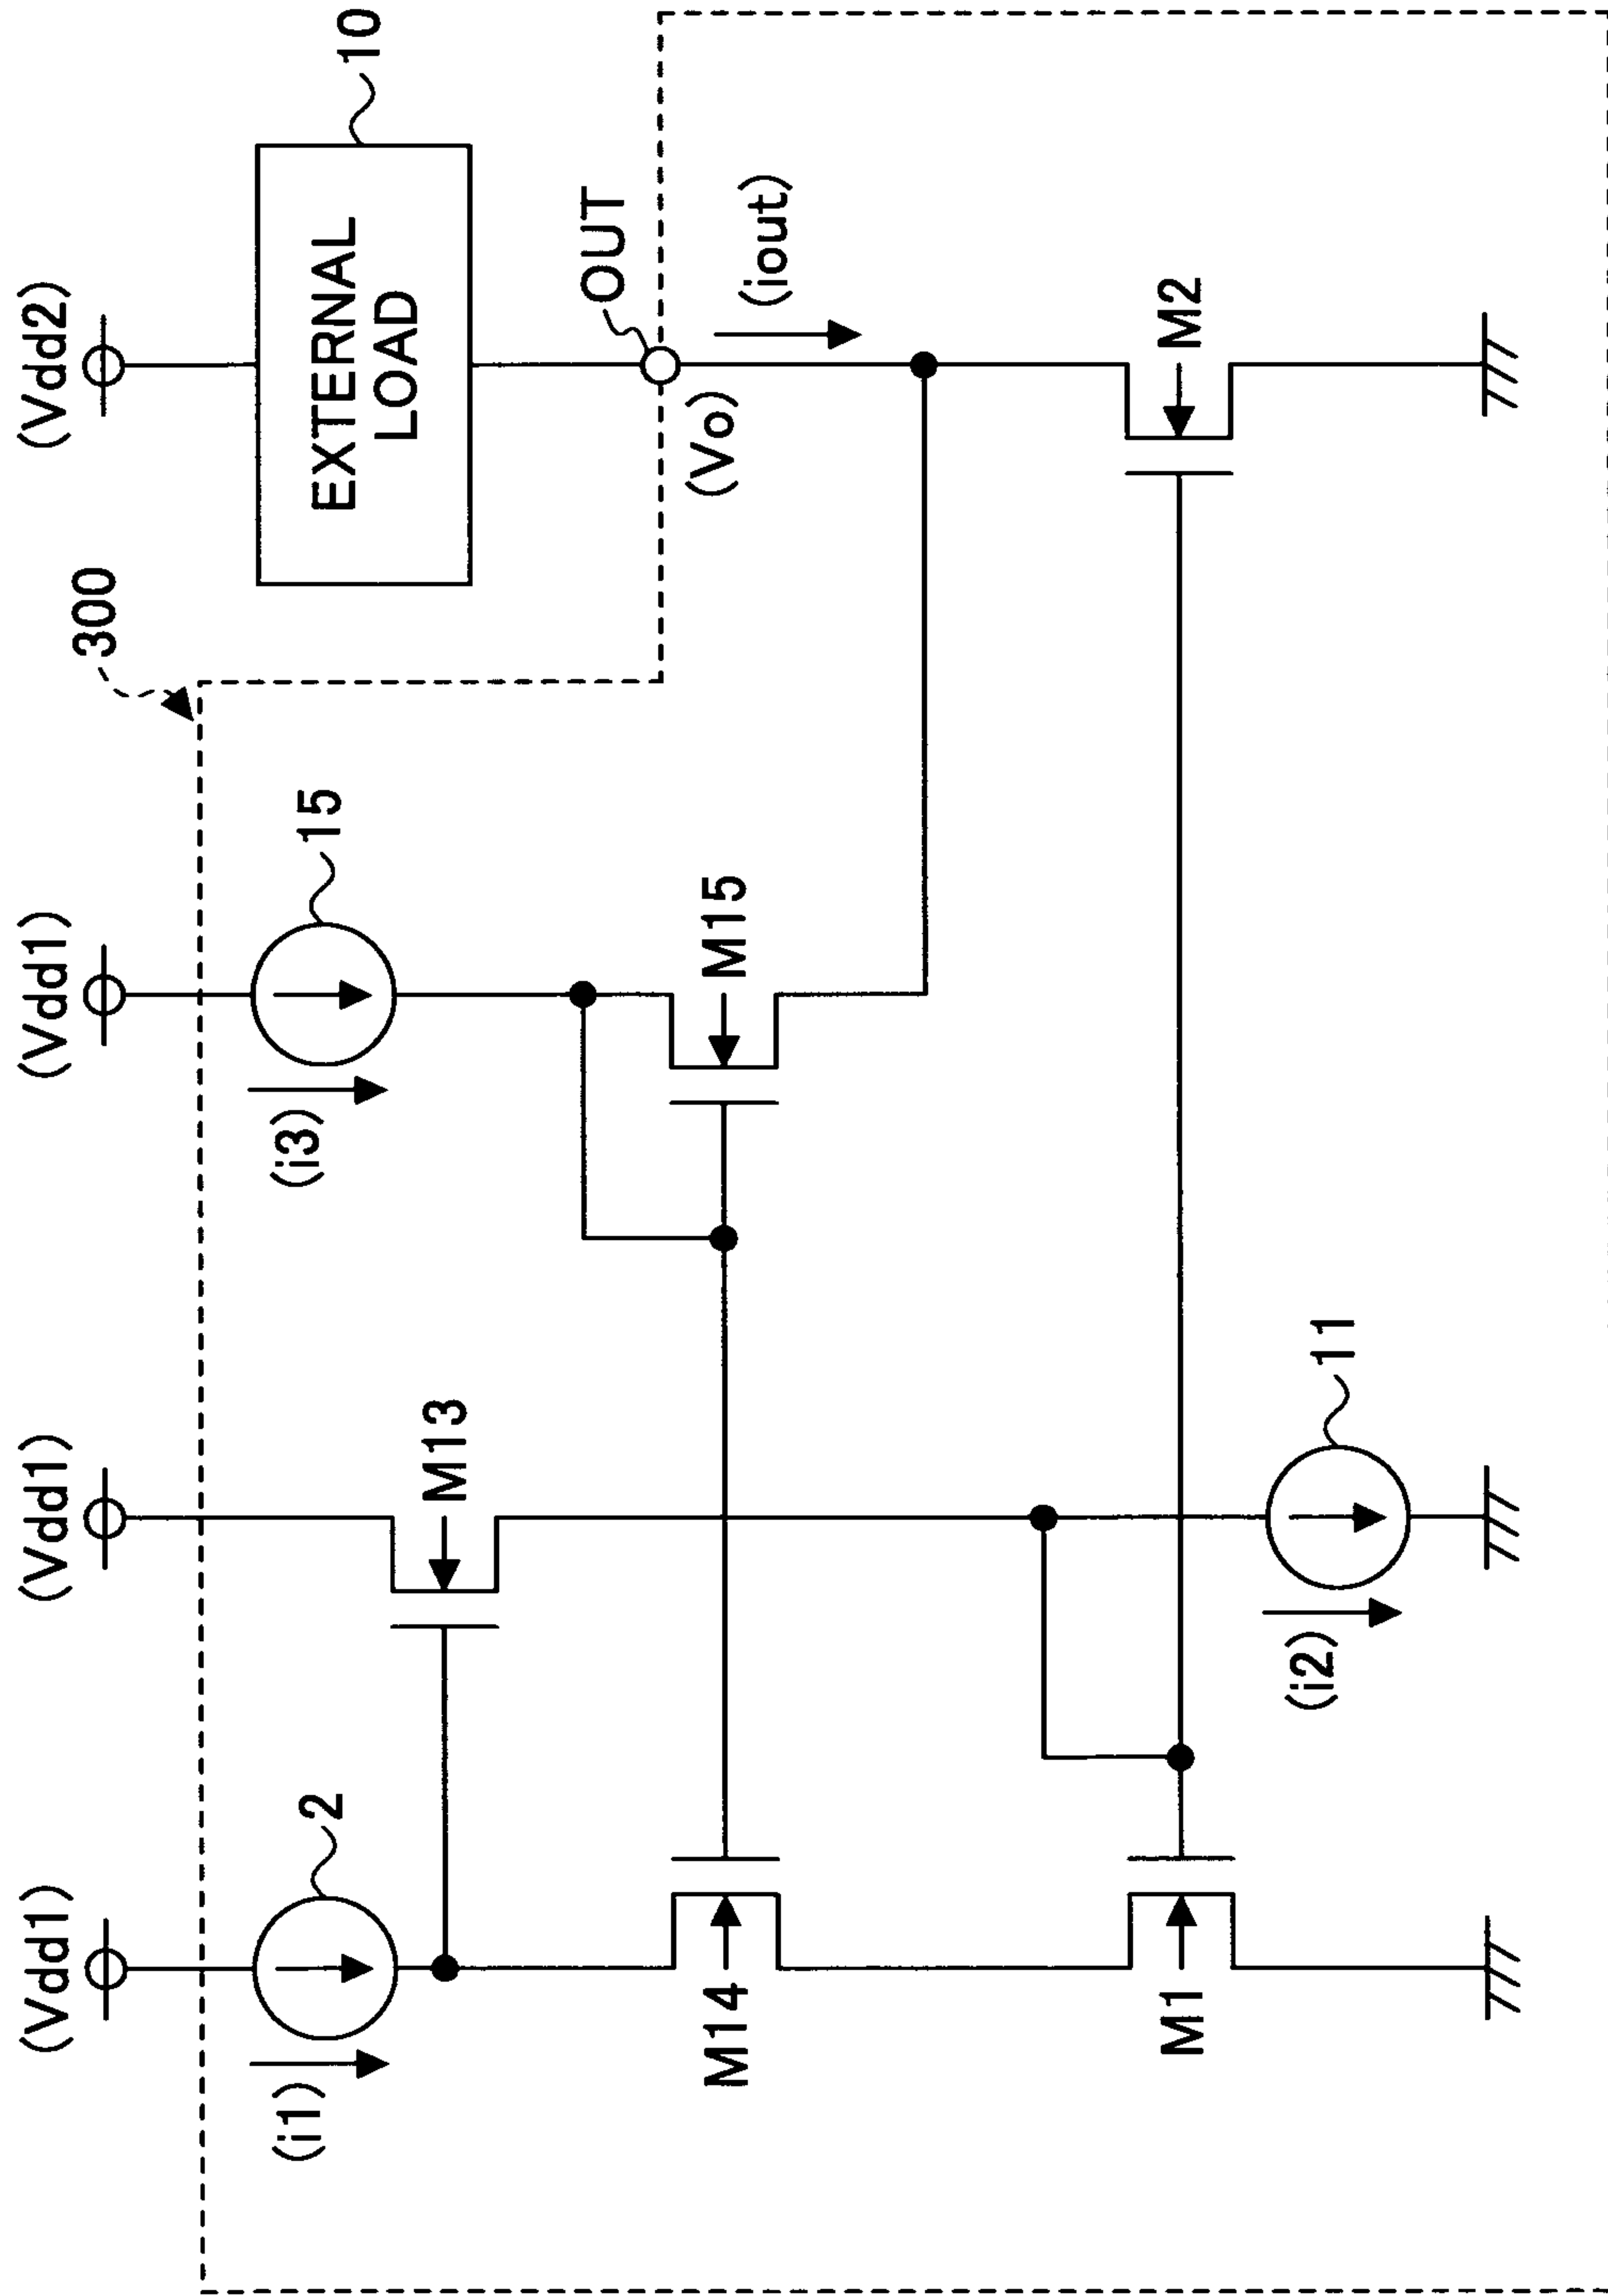 (Vdd1)
(Vdd1)
(Vdd1)
(Vdd2)
300
2
15
10
EXTERNAL
LOAD
(i1)
(i3)
M13
OUT
(Vo)
(iout)
M14
M15
M1
M2
11
(i2)